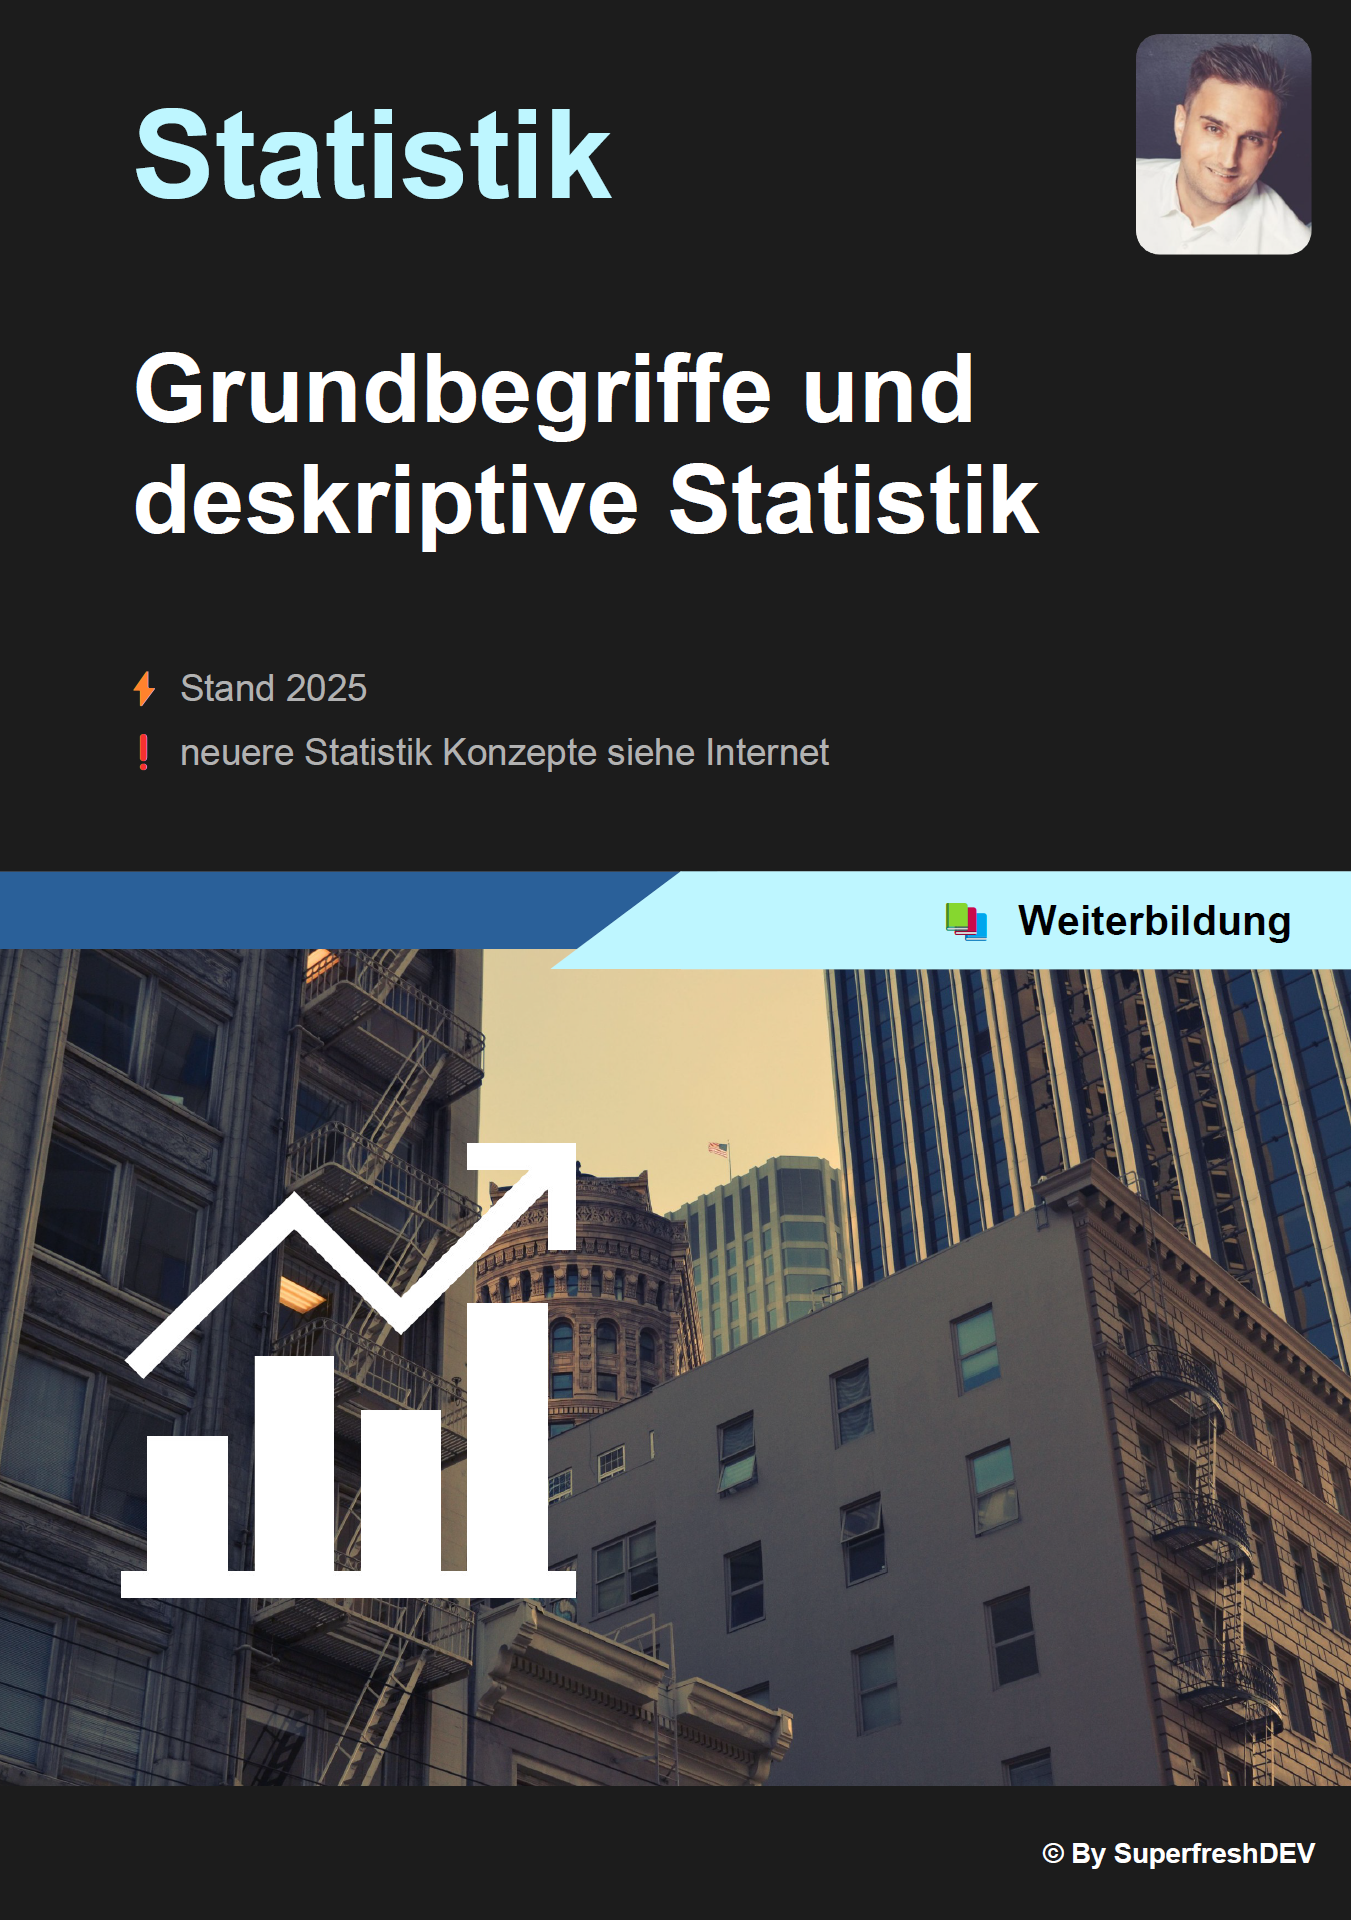 Statistik
Grundbegriffe und
deskriptive Statistik
Stand 2025
neuere Statistik Konzepte siehe Internet
Weiterbildung
© By SuperfreshDEV